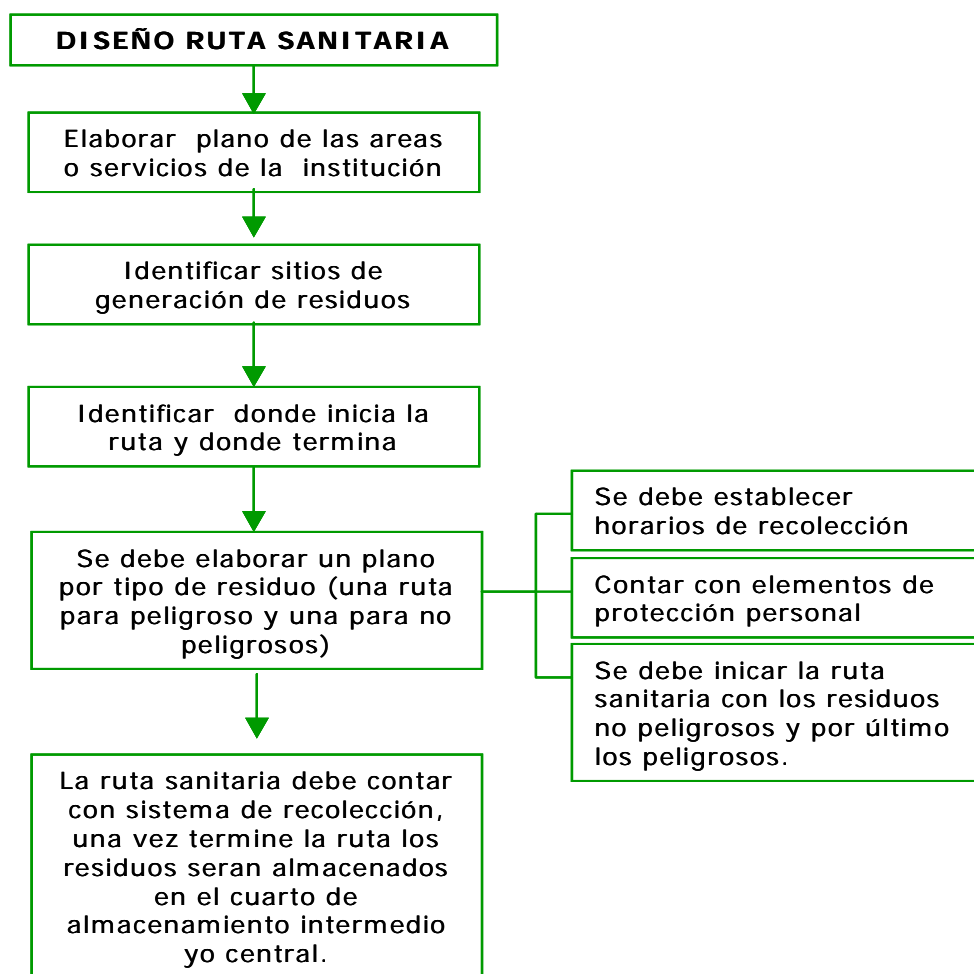 DISEÑO RUTA SANITARIA
Elaborar plano de las areas
o servicios de la institución
Identificar sitios de
generación de residuos
Identificar donde inicia la
ruta y donde termina
Se debe elaborar un plano
por tipo de residuo (una ruta
para peligroso y una para no
peligrosos)
Se debe establecer
horarios de recolección
Contar con elementos de
protección personal
Se debe inicar la ruta
sanitaria con los residuos
no peligrosos y por último
los peligrosos.
La ruta sanitaria debe contar
con sistema de recolección,
una vez termine la ruta los
residuos seran almacenados
en el cuarto de
almacenamiento intermedio
yo central.